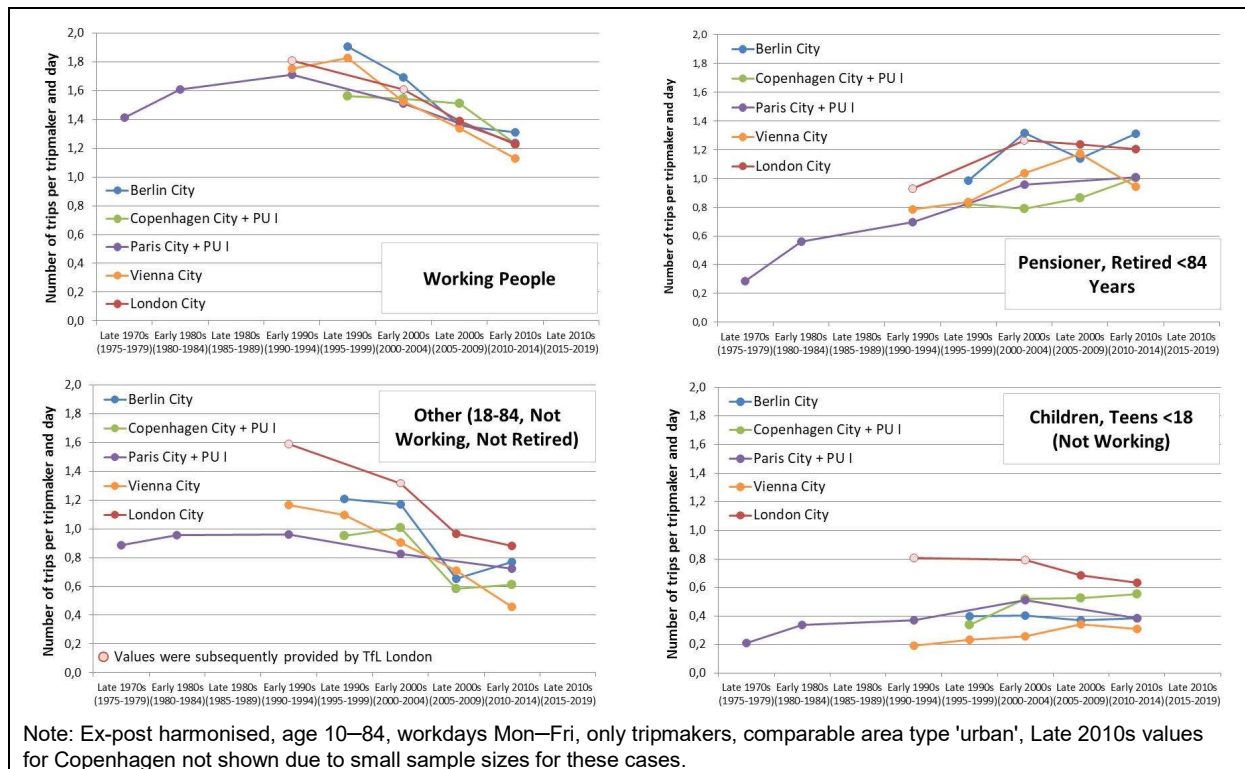 2,0
1,8
1,6
1,4
1,2
1,0
0,8
0,6
0,4
0,2
0,0
Number of trips per tripmaker and day
Berlin City
Copenhagen City + PU I
Paris City + PU I
Vienna City
London City
Working People
Late 1970s Early 1980s Late 1980s Early 1990s Late 1990s Early 2000s Late 2000s Early 2010s Late 2010s
(1975-1979) (1980-1984) (1985-1989) (1990-1994) (1995-1999) (2000-2004) (2005-2009) (2010-2014) (2015-2019)
2,0
1,8
1,6
1,4
1,2
1,0
0,8
0,6
0,4
0,2
0,0
Number of trips per tripmaker and day
Berlin City
Copenhagen City + PU I
Paris City + PU I
Vienna City
London City
Pensioner, Retired <84
Years
Late 1970s Early 1980s Late 1980s Early 1990s Late 1990s Early 2000s Late 2000s Early 2010s Late 2010s
(1975-1979) (1980-1984) (1985-1989) (1990-1994) (1995-1999) (2000-2004) (2005-2009) (2010-2014) (2015-2019)
2,0
1,8
1,6
1,4
1,2
1,0
0,8
0,6
0,4
0,2
0,0
Number of trips per tripmaker and day
Berlin City
Copenhagen City + PU I
Paris City + PU I
Vienna City
London City
Other (18-84, Not
Working, Not Retired)
Values were subsequently provided by TfL London
Late 1970s Early 1980s Late 1980s Early 1990s Late 1990s Early 2000s Late 2000s Early 2010s Late 2010s
(1975-1979) (1980-1984) (1985-1989) (1990-1994) (1995-1999) (2000-2004) (2005-2009) (2010-2014) (2015-2019)
2,0
1,8
1,6
1,4
1,2
1,0
0,8
0,6
0,4
0,2
0,0
Number of trips per tripmaker and day
Berlin City
Copenhagen City + PU I
Paris City + PU I
Vienna City
London City
Children, Teens <18
(Not Working)
Late 1970s Early 1980s Late 1980s Early 1990s Late 1990s Early 2000s Late 2000s Early 2010s Late 2010s
(1975-1979) (1980-1984) (1985-1989) (1990-1994) (1995-1999) (2000-2004) (2005-2009) (2010-2014) (2015-2019)
Note: Ex-post harmonised, age 10—84, workdays Mon—Fri, only tripmakers, comparable area type 'urban', Late 2010s values
for Copenhagen not shown due to small sample sizes for these cases.